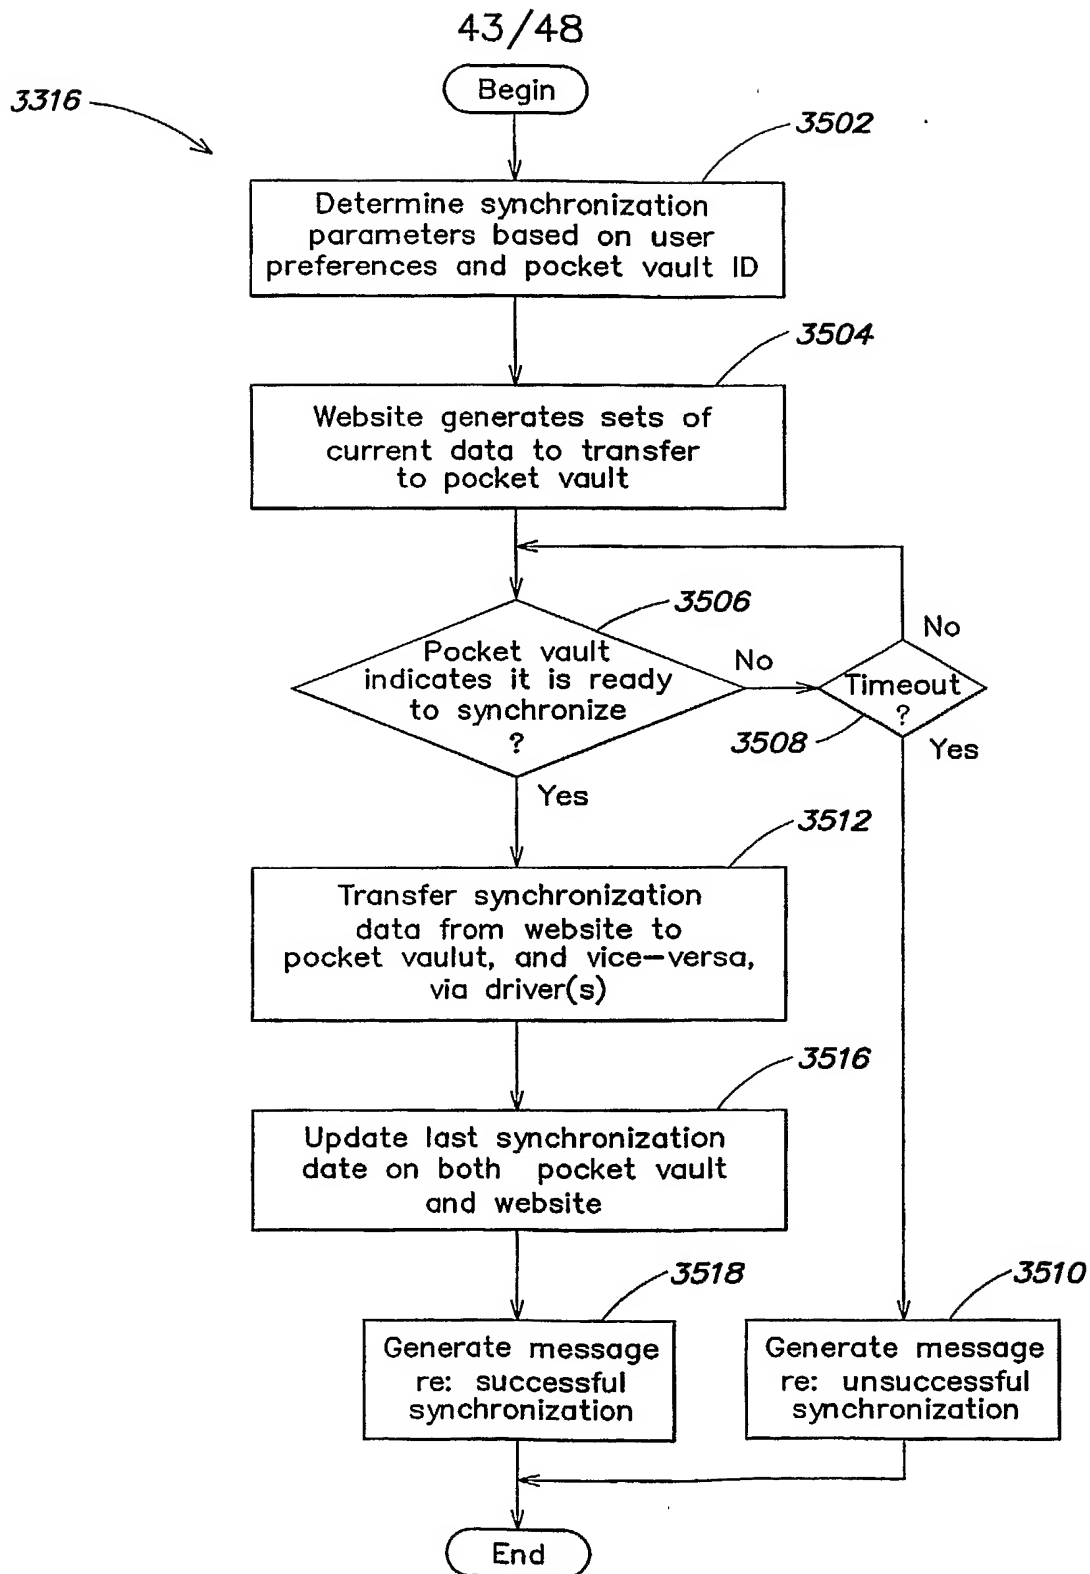 43/48
Begin
3316
3502
Determine synchronization
parameters based on user
preferences and pocket vault ID
3504
Website generates sets of
current data to transfer
to pocket vault
3506
Pocket vault
indicates it is ready
to synchronize
?
No
No
Timeout
?
3508
Yes
Yes
3512
Transfer synchronization
data from website to
pocket vaulut, and vice-versa,
via driver(s)
3516
Update last synchronization
date on both pocket vault
and website
3518
Generate message
re: successful
synchronization
3510
Generate message
re: unsuccessful
synchronization
End